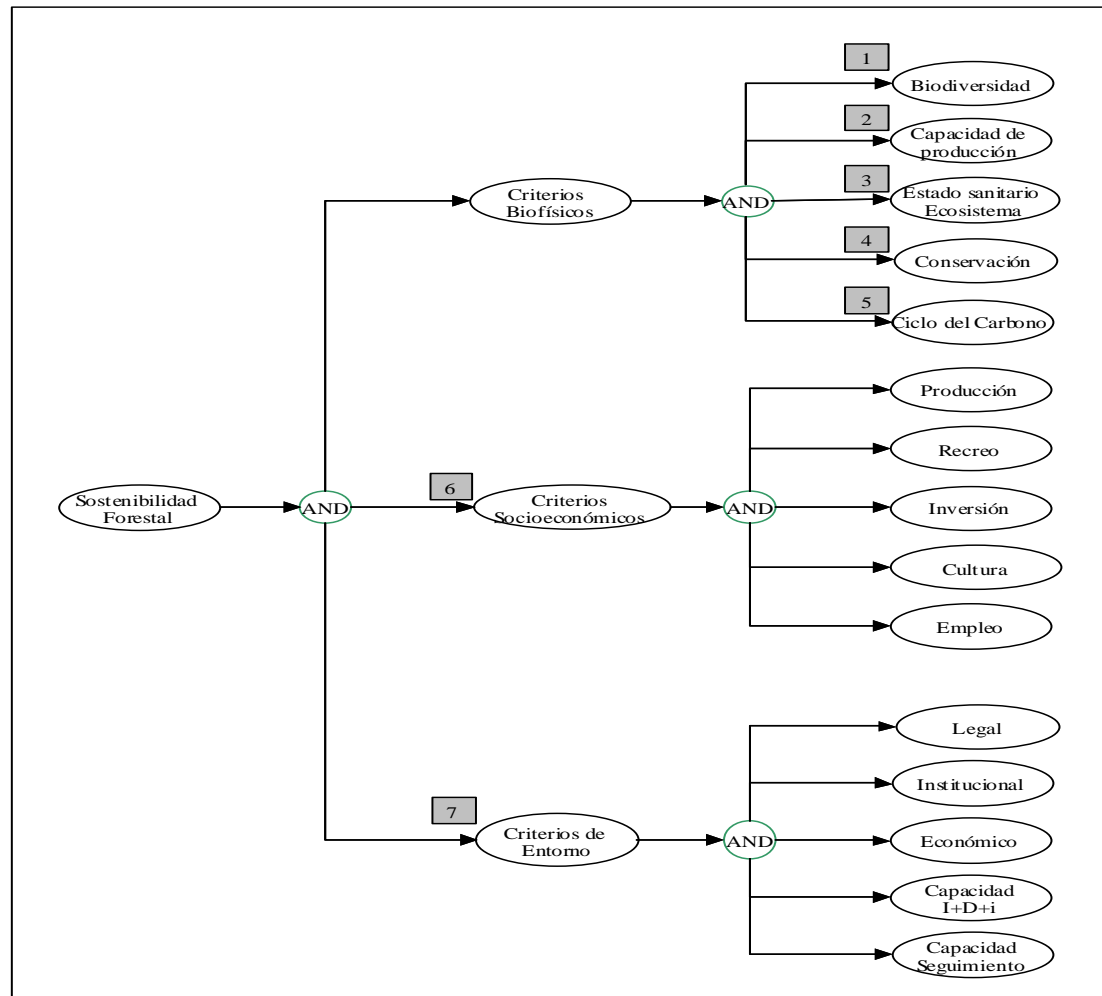 1
Biodiversidad
2
Capacidad de
producción
3
Estado sanitario
Ecosistema
4
Conservación
5
Ciclo del Carbono
Criterios
Biofísicos
AND
Producción
Recreo
6
Criterios
Socioeconómicos
AND
Inversión
Cultura
Empleo
Sostenibilidad
Forestal
AND
Legal
Institucional
7
Criterios de
Entorno
AND
Económico
Capacidad
I+D+i
Capacidad
Seguimiento